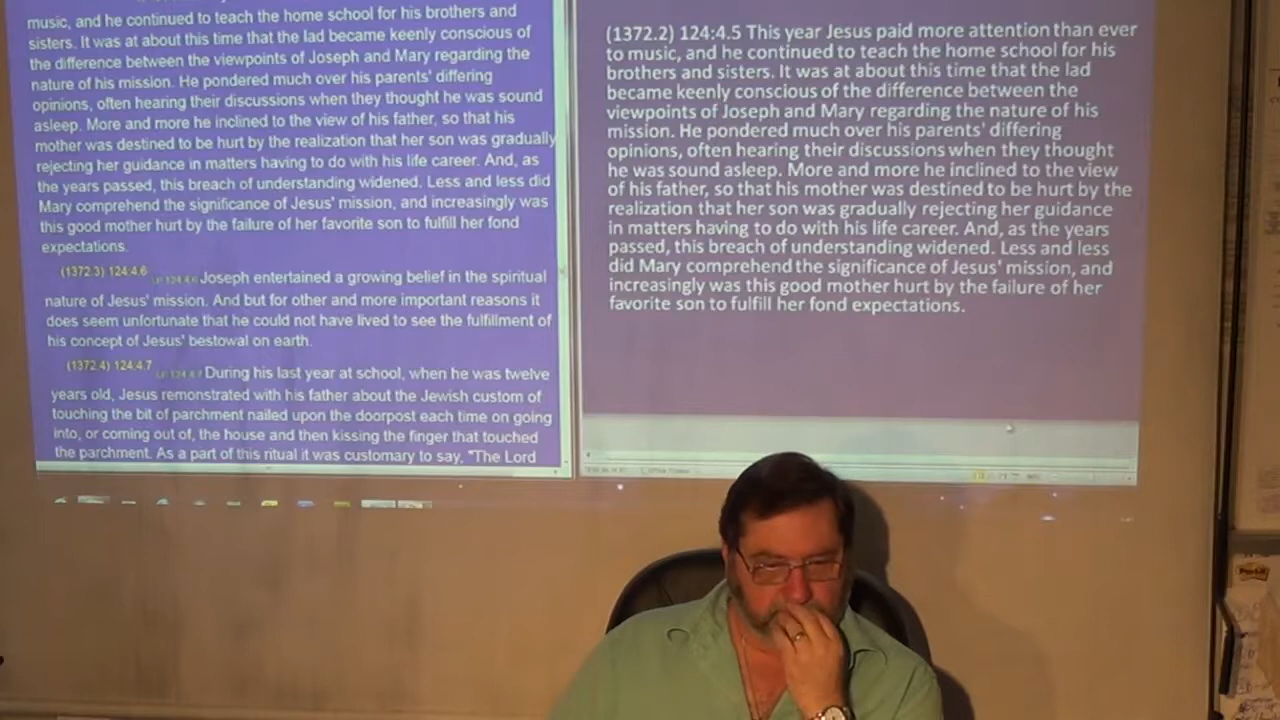 music, and he continued to teach the home school for his brothers and
sisters. It was at about this time that the lad became keenly conscious of
the difference between the viewpoints of Joseph and Mary regarding the
nature of his mission. He pondered much over his parents' differing
opinions, often hearing their discussions when they thought he was sound
asleep. More and more he inclined to the view of his father, so that his
mother was destined to be hurt by the realization that her son was gradually
rejecting her guidance in matters having to do with his life career. And, as
the years passed, this breach of understanding widened. Less and less did
Mary comprehend the significance of Jesus' mission, and increasingly was
this good mother hurt by the failure of her favorite son to fulfill her fond
expectations.
(1372.3) 124:4.6 Joseph entertained a growing belief in the spiritual
nature of Jesus' mission. And but for other and more important reasons it
does seem unfortunate that he could not have lived to see the fulfillment of
his concept of Jesus' bestowal on earth.
(1372.4) 124:4.7 During his last year at school, when he was twelve
years old, Jesus remonstrated with his father about the Jewish custom of
touching the bit of parchment nailed upon the doorpost each time on going
into, or coming out of, the house and then kissing the finger that touched
the parchment. As a part of this ritual it was customary to say, "The Lord
(1372.2) 124:4.5 This year Jesus paid more attention than ever
to music, and he continued to teach the home school for his
brothers and sisters. It was at about this time that the lad
became keenly conscious of the difference between the
viewpoints of Joseph and Mary regarding the nature of his
mission. He pondered much over his parents' differing
opinions, often hearing their discussions when they thought
he was sound asleep. More and more he inclined to the view
of his father, so that his mother was destined to be hurt by the
realization that her son was gradually rejecting her guidance
in matters having to do with his life career. And, as the years
passed, this breach of understanding widened. Less and less
did Mary comprehend the significance of Jesus' mission, and
increasingly was this good mother hurt by the failure of her
favorite son to fulfill her fond expectations.
Post-it